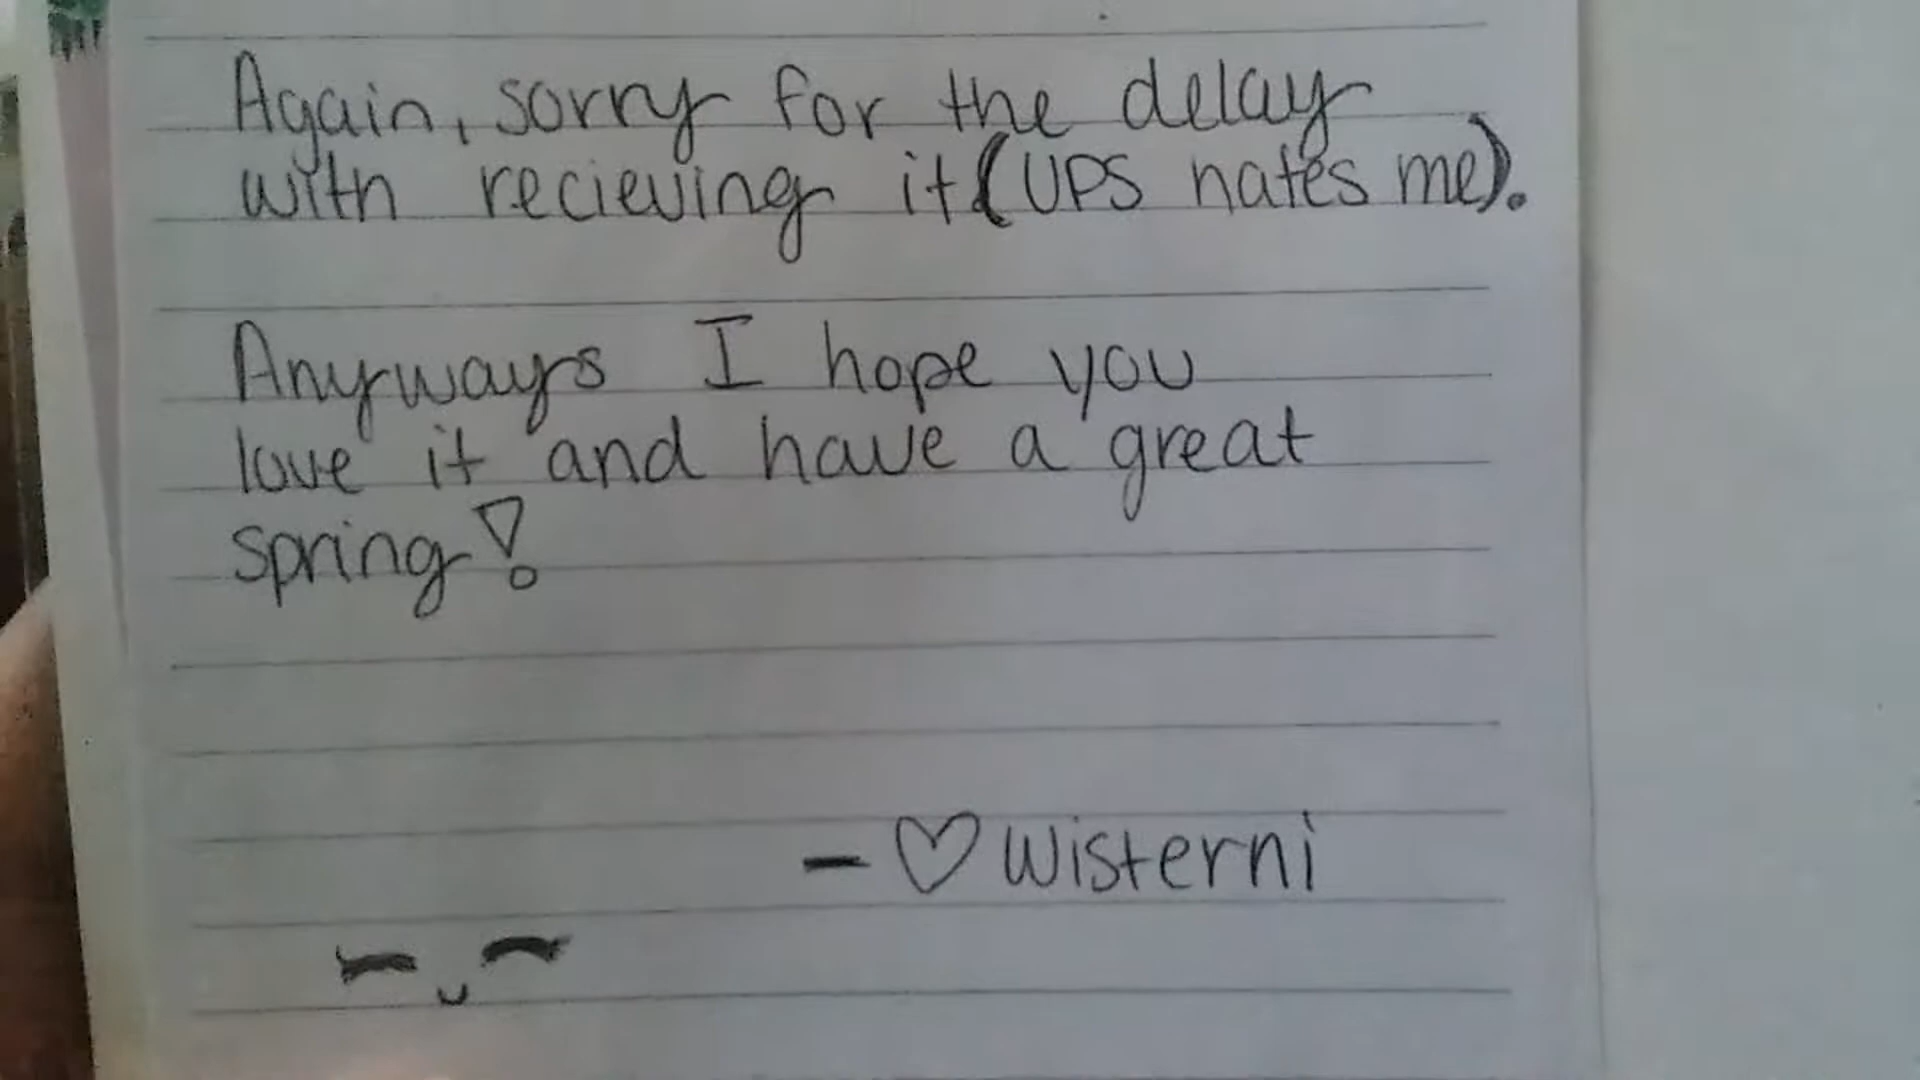 Again, sorry for the delay
with recieving it (UPS hates me).
Anyways I hope you
love it and have a great
spring!
- ♡ Wisterni